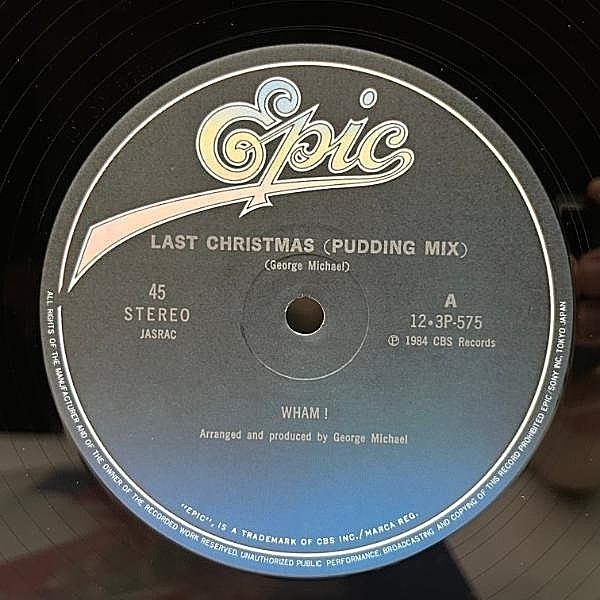 Epic
LAST CHRISTMAS (PUDDING MIX)
(George Michael)
45
STEREO
JASRAC
A
12・3P-575
Ⓟ 1984 CBS Records
WHAM!
Arranged and produced by George Michael
"EPIC", IS A TRADEMARK OF CBS INC./MARCA REG.
ALL RIGHTS OF THE MANUFACTURER AND OF THE OWNER OF THE RECORDED WORK RESERVED. UNAUTHORIZED PUBLIC PERFORMANCE, BROADCASTING AND COPYING OF THIS RECORD PROHIBITED EPIC/SONY INC. TOKYO JAPAN